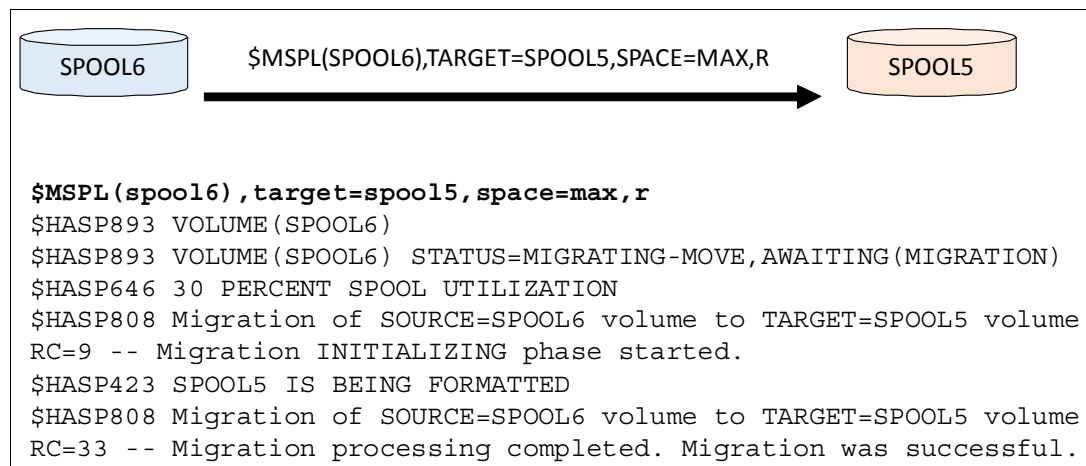 SPOOL6
$MSPL(SPOOL6),TARGET=SPOOL5,SPACE=MAX,R
SPOOL5
$MSPL(spool6),target=spool5,space=max,r
$HASP893 VOLUME(SPOOL6)
$HASP893 VOLUME(SPOOL6) STATUS=MIGRATING-MOVE,AWAITING(MIGRATION)
$HASP646 30 PERCENT SPOOL UTILIZATION
$HASP808 Migration of SOURCE=SPOOL6 volume to TARGET=SPOOL5 volume
RC=9 -- Migration INITIALIZING phase started.
$HASP423 SPOOL5 IS BEING FORMATTED
$HASP808 Migration of SOURCE=SPOOL6 volume to TARGET=SPOOL5 volume
RC=33 -- Migration processing completed. Migration was successful.